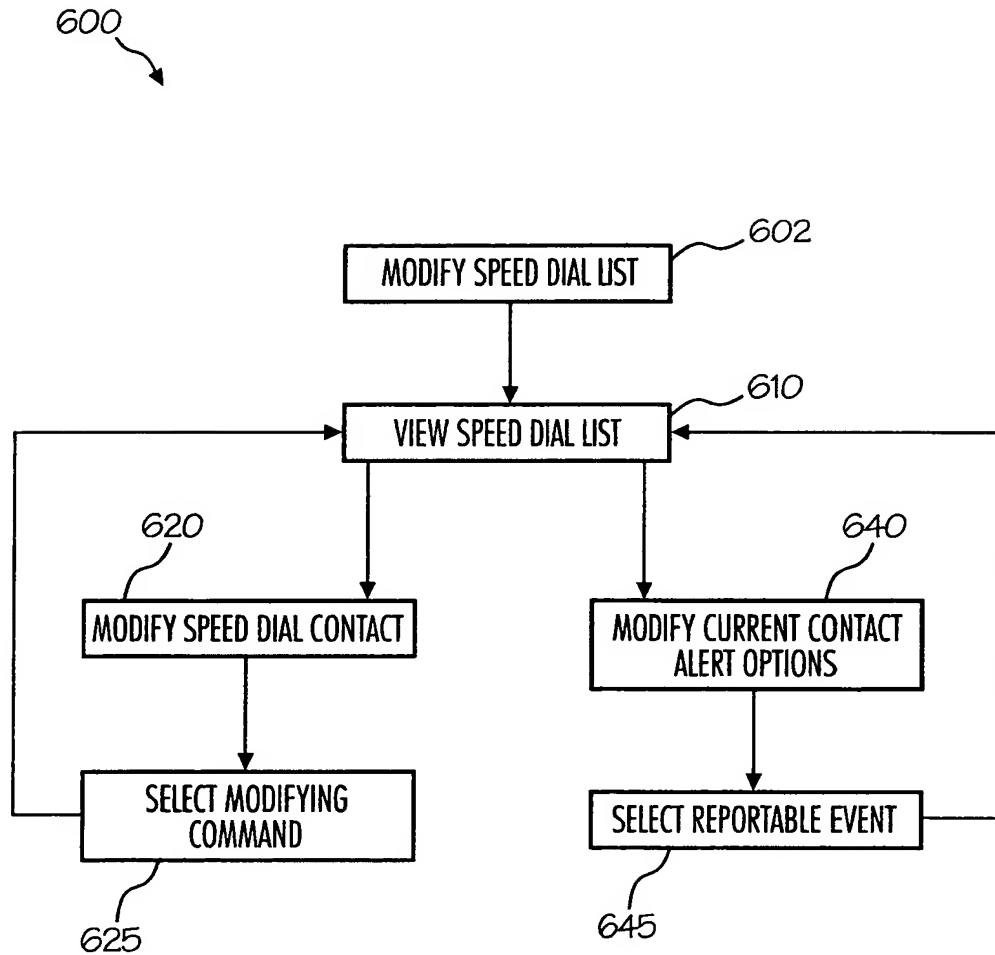 600
602
MODIFY SPEED DIAL LIST
610
VIEW SPEED DIAL LIST
620
640
MODIFY SPEED DIAL CONTACT
MODIFY CURRENT CONTACT
ALERT OPTIONS
SELECT MODIFYING
COMMAND
SELECT REPORTABLE EVENT
625
645